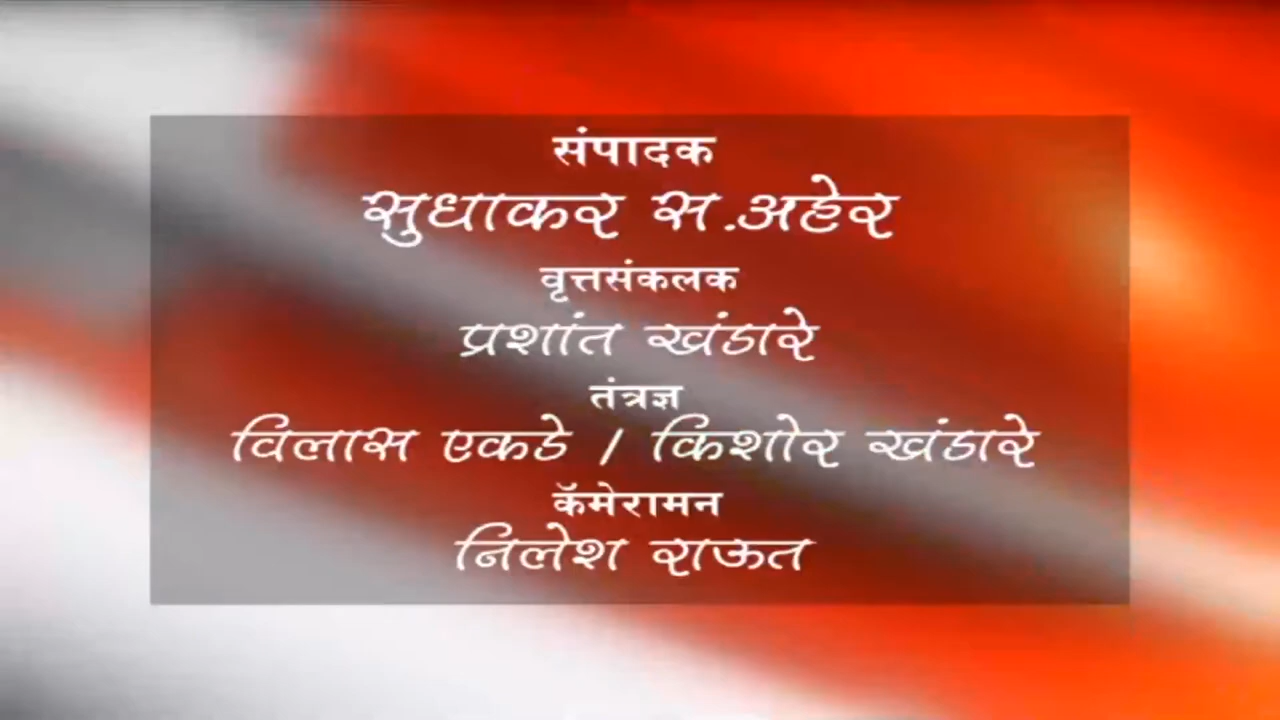 संपादक
सुधाकर स.अहेर
वृत्तसंकलक
प्रशांत खंडारे
तंत्रज्ञ
विलास एकडे / किशोर खंडारे
कॅमेरामन
निलेश राऊत